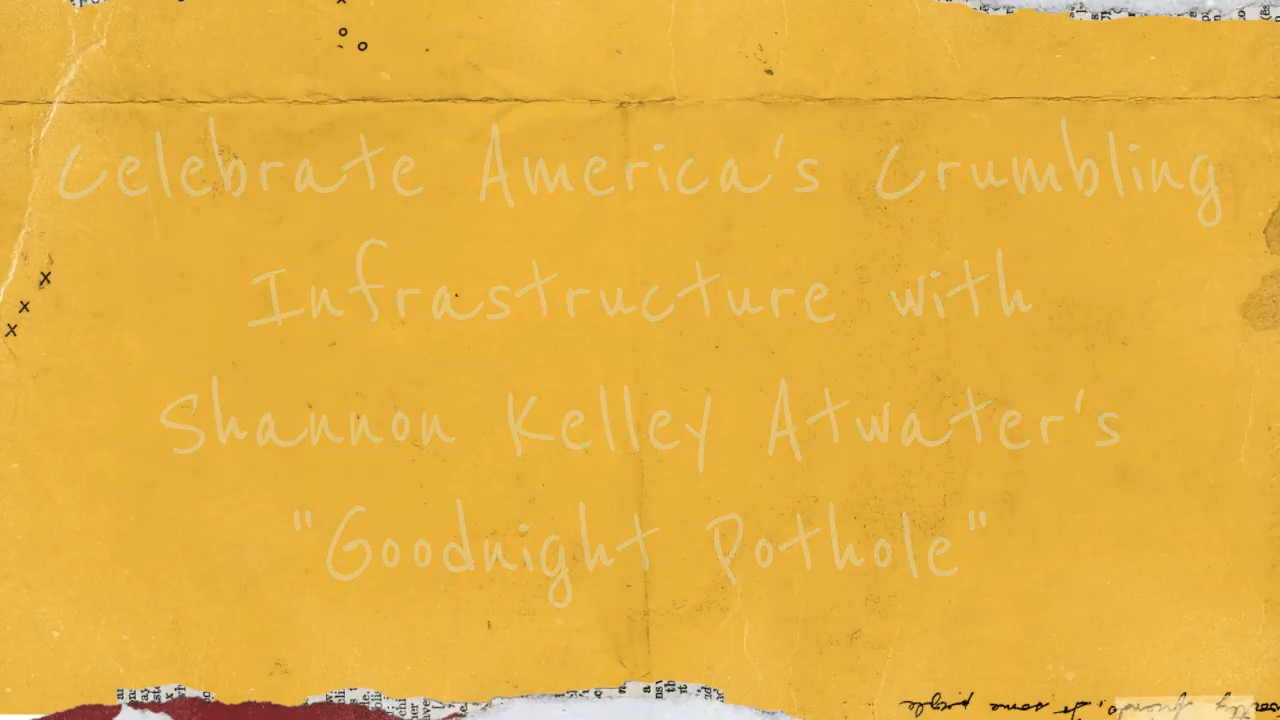 Celebrate America's Crumbling
Infrastructure with
Shannon Kelley Atwater's
"Goodnight Pothole"